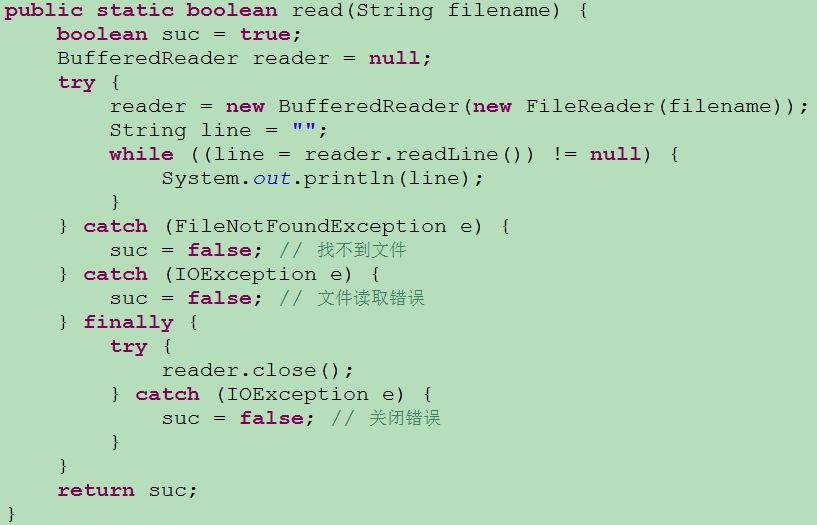 public static boolean read(String filename) {
    boolean suc = true;
    BufferedReader reader = null;
    try {
        reader = new BufferedReader(new FileReader(filename));
        String line = "";
        while ((line = reader.readLine()) != null) {
            System.out.println(line);
        }
    } catch (FileNotFoundException e) {
        suc = false; // 找不到文件
    } catch (IOException e) {
        suc = false; // 文件读取错误
    } finally {
        try {
            reader.close();
        } catch (IOException e) {
            suc = false; // 关闭错误
        }
    }
    return suc;
}